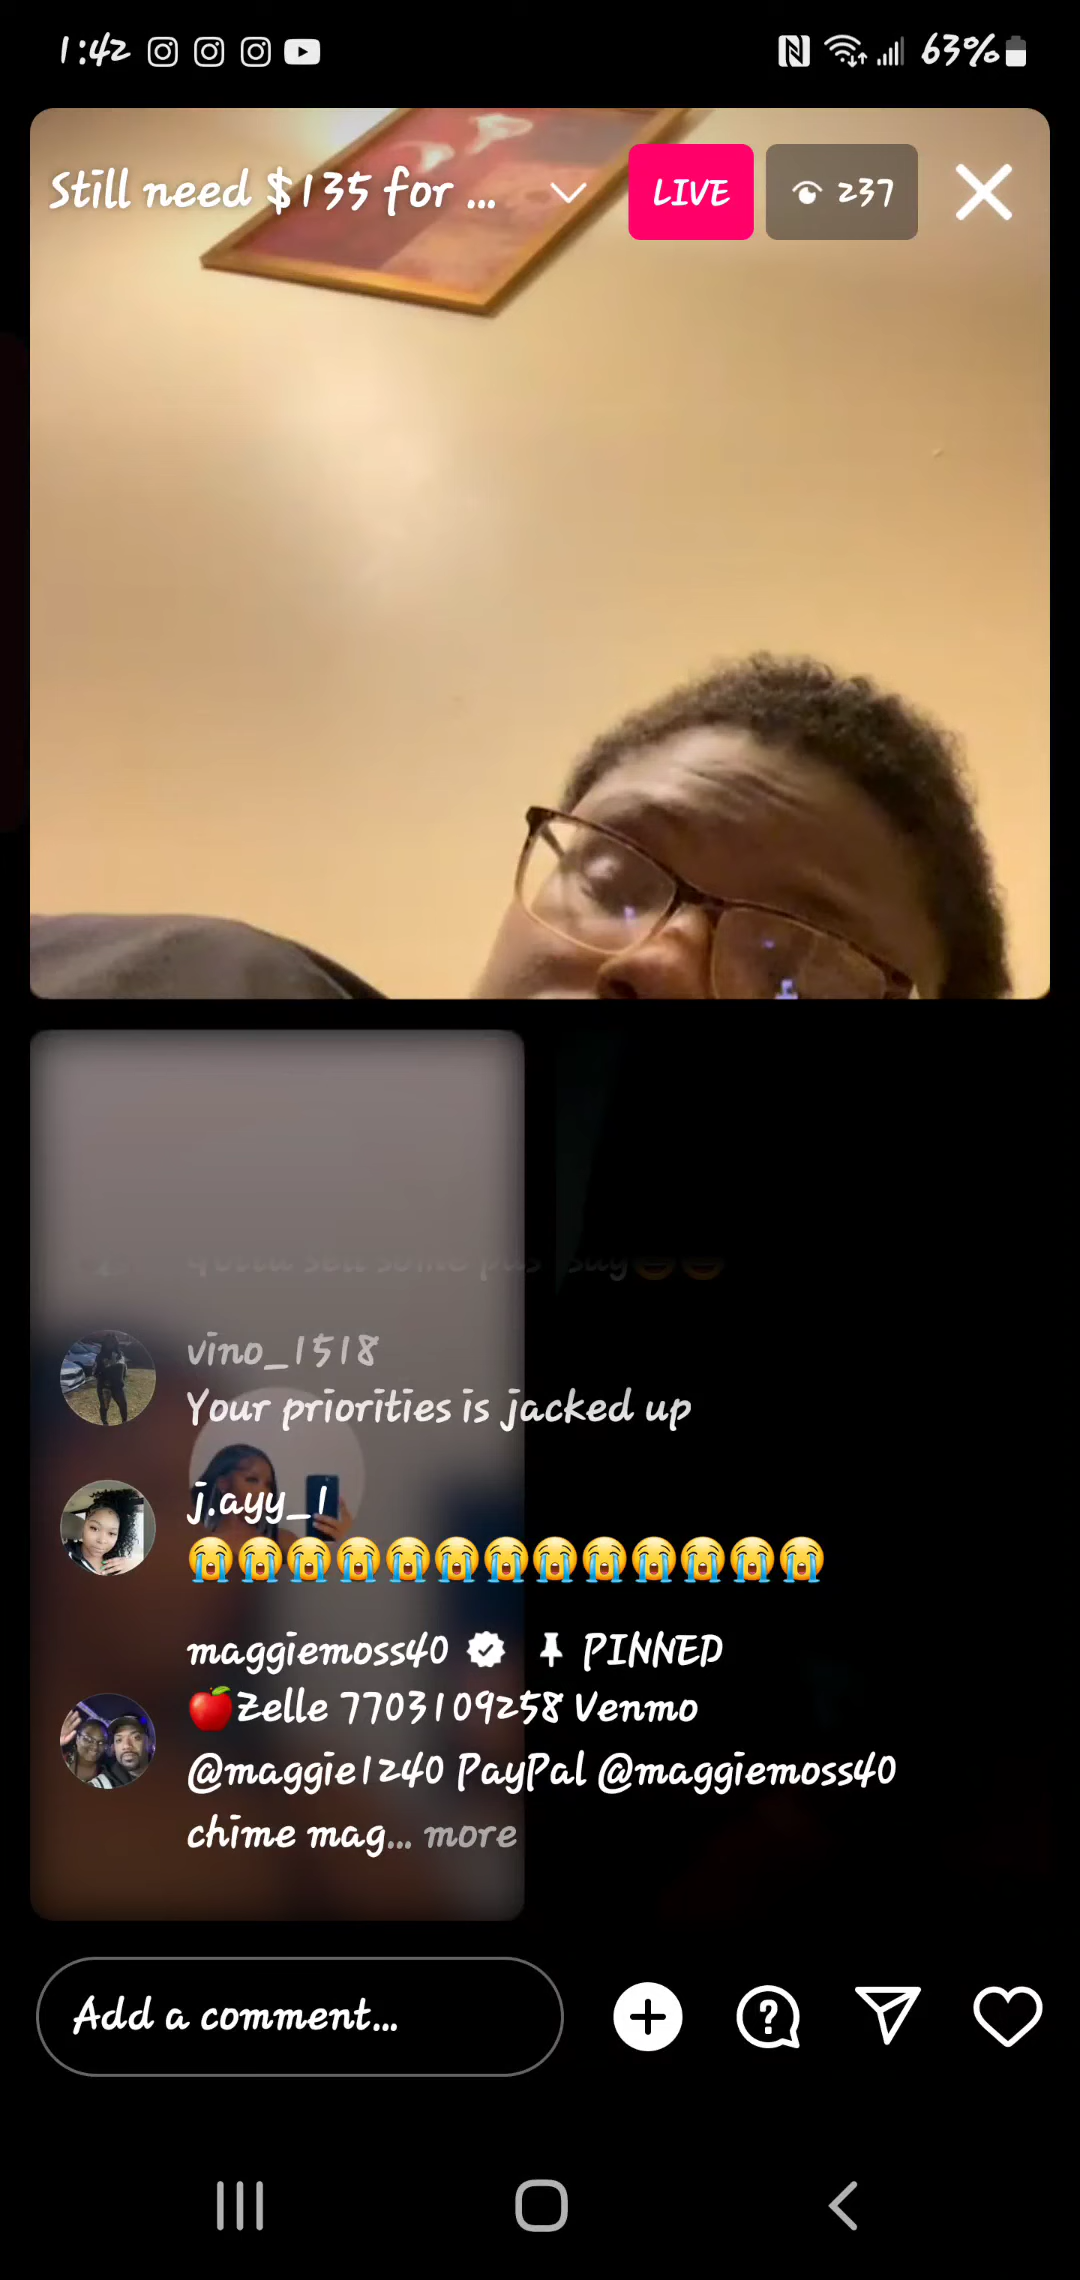 1:42
63%
Still need $135 for ...
LIVE
237
vino_1518
Your priorities is jacked up
j.ayy_1
😭😭😭😭😭😭😭😭😭😭😭😭😭
maggiemoss40 PINNED
🍎Zelle 7703109258 Venmo
@maggie1240 PayPal @maggiemoss40
chime mag... more
Add a comment...